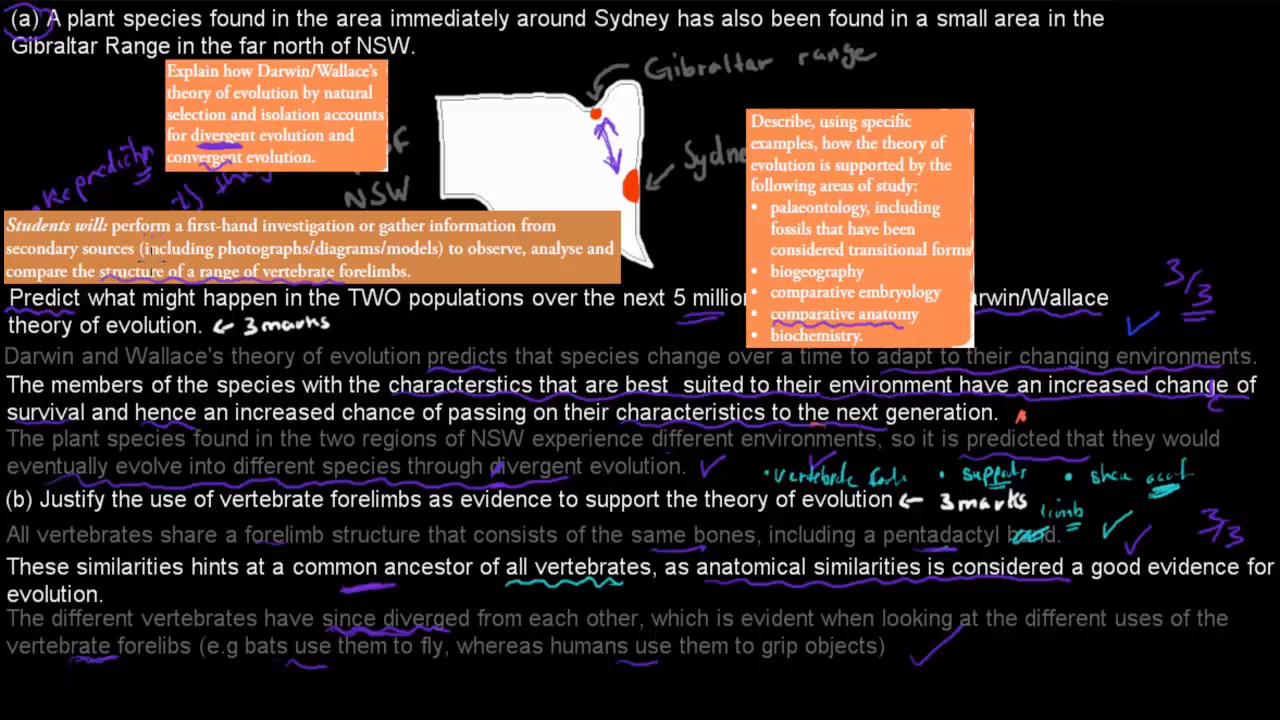 (a) A plant species found in the area immediately around Sydney has also been found in a small area in the
Gibraltar Range in the far north of NSW.
Gibraltar range
Explain how Darwin/Wallace's
theory of evolution by natural
selection and isolation accounts
for divergent evolution and
convergent evolution.
Describe, using specific
examples, how the theory of
evolution is supported by the
following areas of study:
• palaeontology, including
fossils that have been
considered transitional forms
• biogeography
• comparative embryology
• comparative anatomy
• biochemistry.
of
NSW
Students will: perform a first-hand investigation or gather information from
secondary sources (including photographs/diagrams/models) to observe, analyse and
compare the structure of a range of vertebrate forelimbs.
3/3
Predict what might happen in the TWO populations over the next 5 million arwin/Wallace
theory of evolution. ← 3 marks
Darwin and Wallace's theory of evolution predicts that species change over a time to adapt to their changing environments.
The members of the species with the characterstics that are best suited to their environment have an increased change of
c
survival and hence an increased chance of passing on their characteristics to the next generation.
The plant species found in the two regions of NSW experience different environments, so it is predicted that they would
eventually evolve into different species through divergent evolution.
• vertebrate • supports •
(b) Justify the use of vertebrate forelimbs as evidence to support the theory of evolution ← 3 marks
limb
3/3
All vertebrates share a forelimb structure that consists of the same bones, including a pentadactyl
These similarities hints at a common ancestor of all vertebrates, as anatomical similarities is considered a good evidence for
evolution.
The different vertebrates have since diverged from each other, which is evident when looking at the different uses of the
vertebrate forelibs (e.g bats use them to fly, whereas humans use them to grip objects)